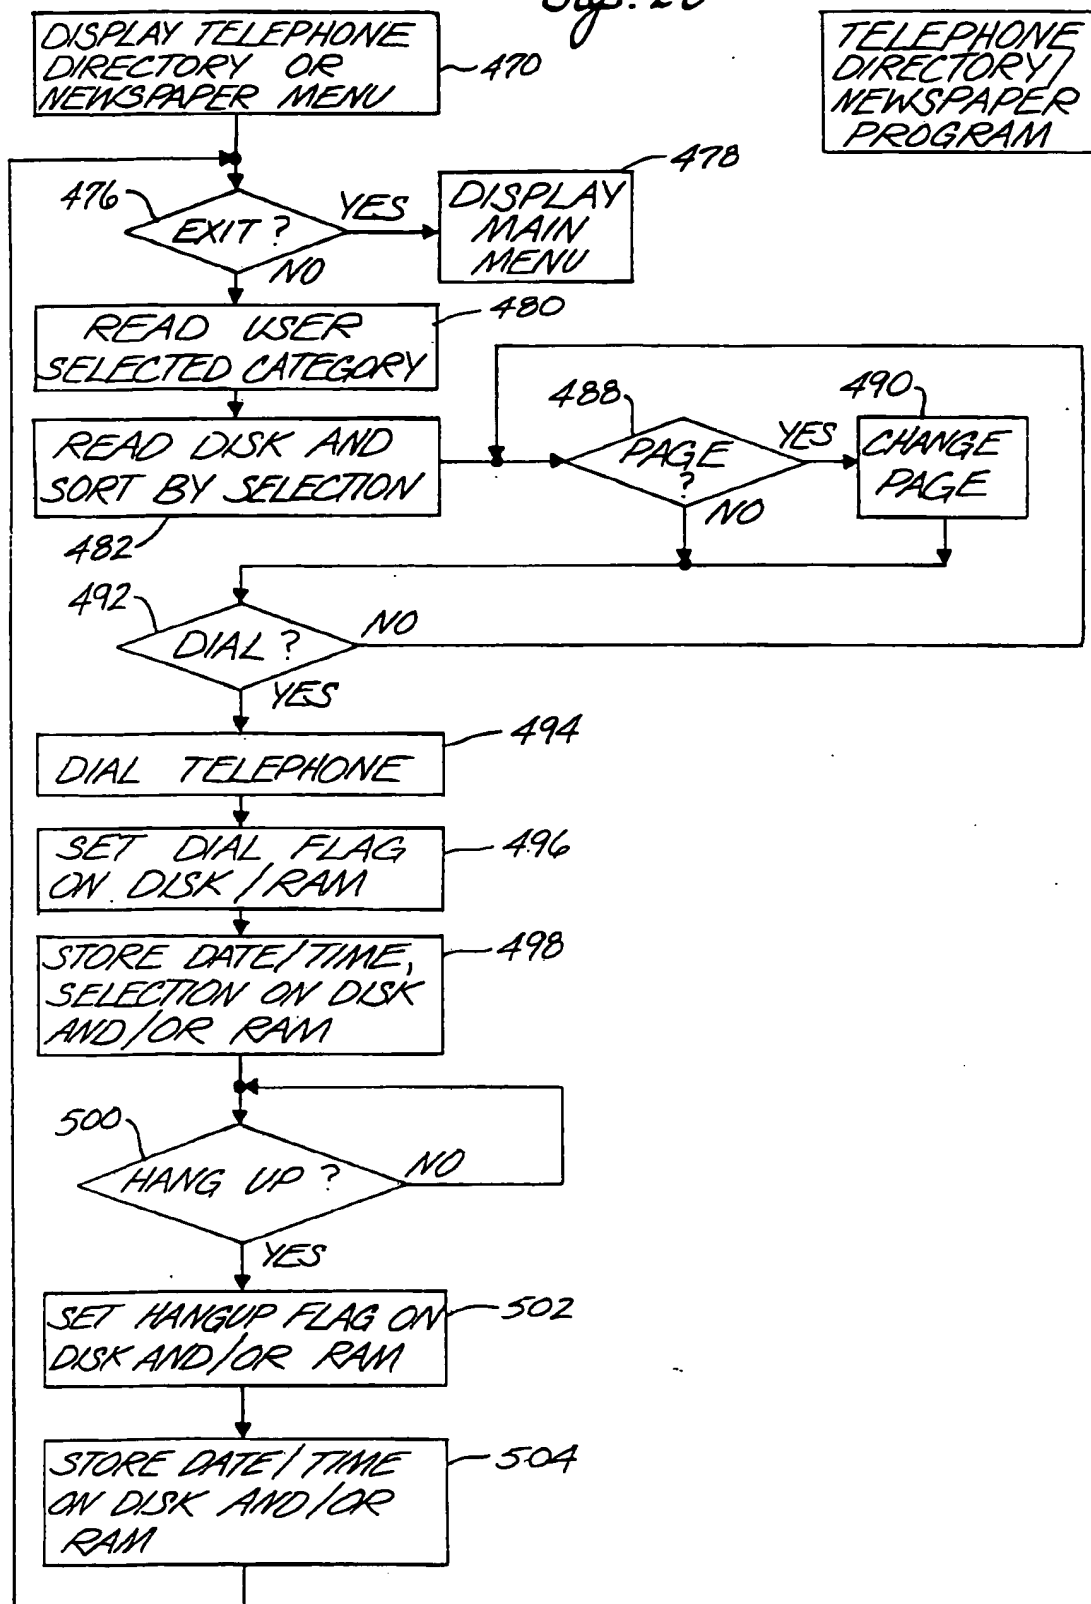 DISPLAY TELEPHONE
DIRECTORY OR
NEWSPAPER MENU
470
TELEPHONE
DIRECTORY/
NEWSPAPER
PROGRAM
476
EXIT?
YES
NO
478
DISPLAY
MAIN
MENU
480
READ USER
SELECTED CATEGORY
READ DISK AND
SORT BY SELECTION
482
488
PAGE
?
YES
NO
490
CHANGE
PAGE
492
DIAL?
NO
YES
494
DIAL TELEPHONE
SET DIAL FLAG
ON DISK/RAM
496
STORE DATE/TIME,
SELECTION ON DISK
AND/OR RAM
498
500
HANG UP?
NO
YES
SET HANGUP FLAG ON
DISK AND/OR RAM
502
STORE DATE/TIME
ON DISK AND/OR
RAM
504